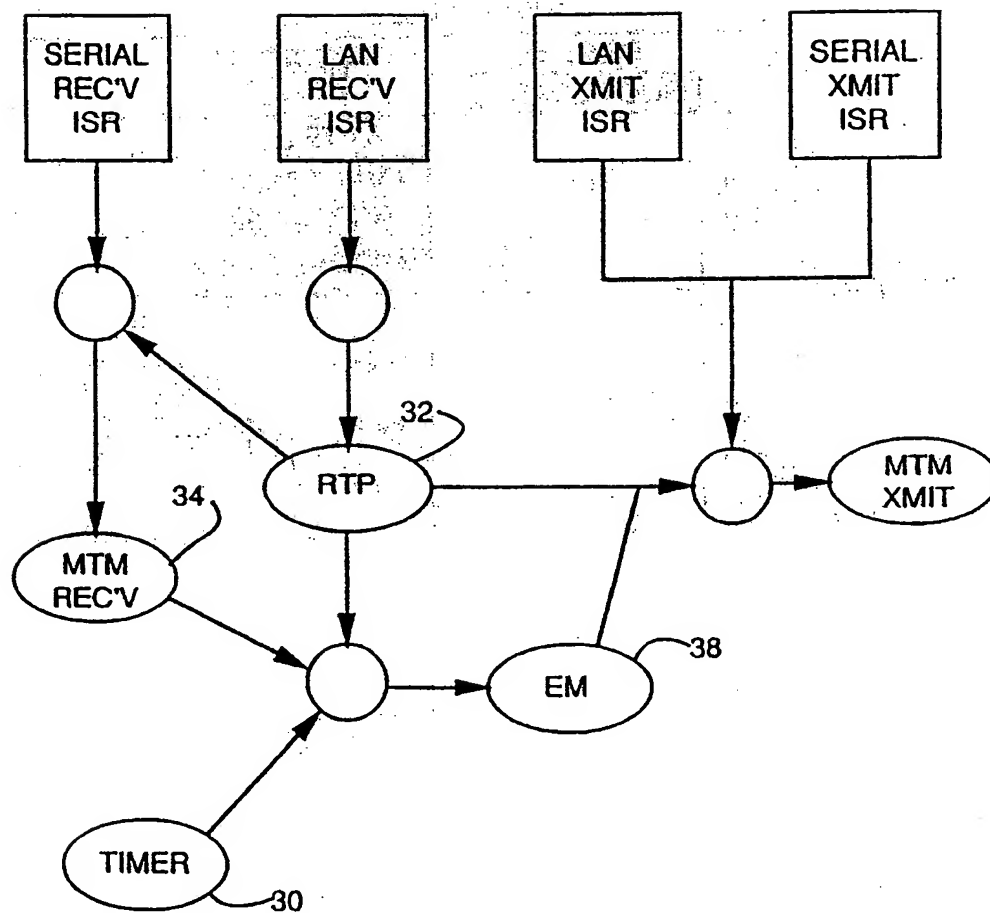 SERIAL
REC'V
ISR
LAN
REC'V
ISR
LAN
XMIT
ISR
SERIAL
XMIT
ISR
32
RTP
MTM
XMIT
34
MTM
REC'V
38
EM
TIMER
30